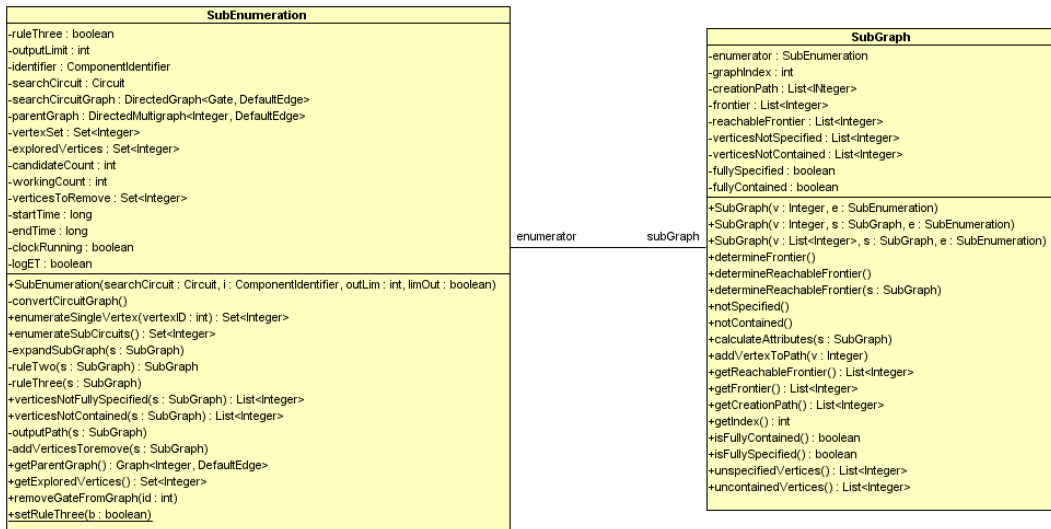 SubEnumeration
-ruleThree : boolean
-outputLimit : int
-identifier : ComponentIdentifier
-searchCircuit : Circuit
-searchCircuitGraph : DirectedGraph<Gate, DefaultEdge>
-parentGraph : DirectedMultigraph<Integer, DefaultEdge>
-vertexSet : Set<Integer>
-exploredVertices : Set<Integer>
-candidateCount : int
-workingCount : int
-verticesToRemove : Set<Integer>
-startTime : long
-endTime : long
-clockRunning : boolean
-logET : boolean
+SubEnumeration(searchCircuit : Circuit, i : ComponentIdentifier, outLim : int, limOut : boolean)
-convertCircuitGraph()
+enumerateSingleVertex(vertexID : int) : Set<Integer>
+enumerateSubCircuits() : Set<Integer>
-expandSubGraph(s : SubGraph)
-ruleTwo(s : SubGraph) : SubGraph
-ruleThree(s : SubGraph)
+verticesNotFullySpecified(s : SubGraph) : List<Integer>
+verticesNotContained(s : SubGraph) : List<Integer>
-outputPath(s : SubGraph)
-addVerticesToremove(s : SubGraph)
+getParentGraph() : Graph<Integer, DefaultEdge>
+getExploredVertices() : Set<Integer>
+removeGateFromGraph(id : int)
+setRuleThree(b : boolean)
enumerator
subGraph
SubGraph
-enumerator : SubEnumeration
-graphIndex : int
-creationPath : List<INteger>
-frontier : List<Integer>
-reachableFrontier : List<Integer>
-verticesNotSpecified : List<Integer>
-verticesNotContained : List<Integer>
-fullySpecified : boolean
-fullyContained : boolean
+SubGraph(v : Integer, e : SubEnumeration)
+SubGraph(v : Integer, s : SubGraph, e : SubEnumeration)
+SubGraph(v : List<Integer>, s : SubGraph, e : SubEnumeration)
+determineFrontier()
+determineReachableFrontier()
+determineReachableFrontier(s : SubGraph)
+notSpecified()
+notContained()
+calculateAttributes(s : SubGraph)
+addVertexToPath(v : Integer)
+getReachableFrontier() : List<Integer>
+getFrontier() : List<Integer>
+getCreationPath() : List<Integer>
+getIndex() : int
+isFullyContained() : boolean
+isFullySpecified() : boolean
+unspecifiedVertices() : List<Integer>
+uncontainedVertices() : List<Integer>